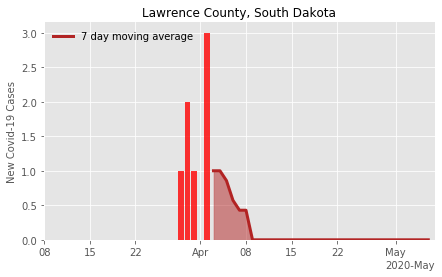 Lawrence County, South Dakota
7 day moving average
New Covid-19 Cases
3.0
2.5
2.0
1.5
1.0
0.5
0.0
08 15 22 Apr 08 15 22 May
2020-May